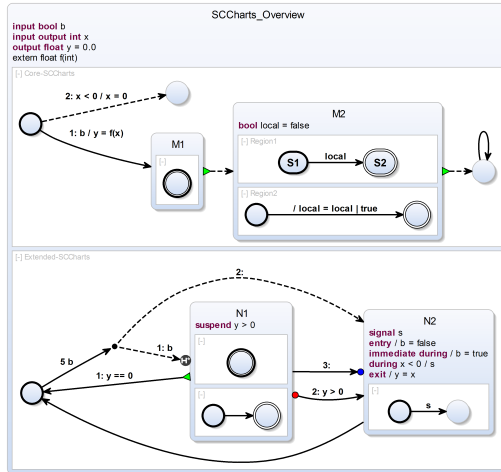 SCCharts_Overview
input bool b
input output int x
output float y = 0.0
extern float f(int)
[-] Core-SCCharts
2: x < 0 / x = 0
1: b / y = f(x)
M1
[-]
M2
bool local = false
[-] Region1
S1
local
S2
[-] Region2
/ local = local | true
[-] Extended-SCCharts
2:
N1
suspend y > 0
[-]
[-]
1: b
H*
5 b
1: y == 0
3:
2: y > 0
N2
signal s
entry / b = false
immediate during / b = true
during x < 0 / s
exit / y = x
[-]
s